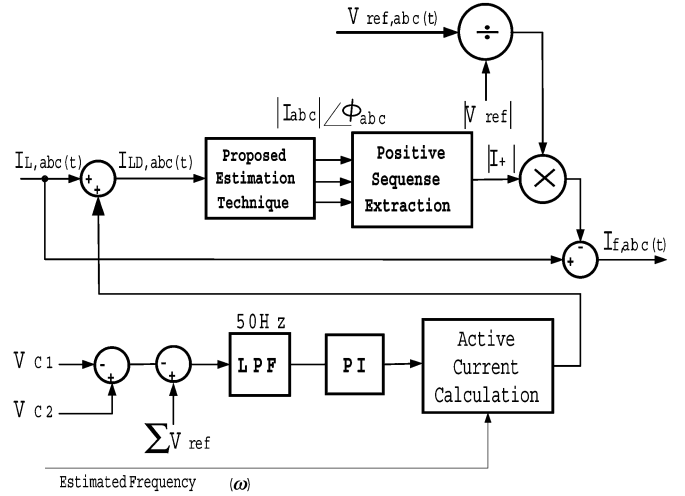 V ref,abc(t)
÷
|Iabc| ∠ϕabc
|V ref|
IL,abc(t)
+
+
ILD,abc(t)
Proposed
Estimation
Technique
Positive
Sequense
Extraction
|I+|
×
-
+
If,abc(t)
50Hz
V C1
-
+
-
+
LPF
PI
Active
Current
Calculation
V C2
∑V ref
Estimated Frequency (ω)